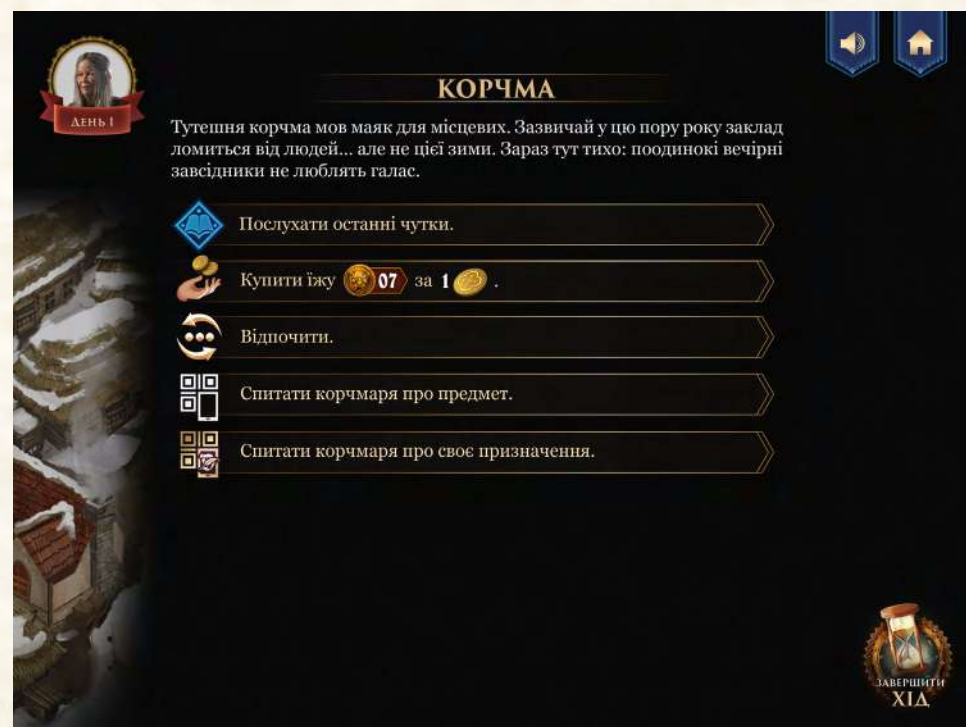 ДЕНЬ 1
КОРЧМА
Тутешня корчма мов маяк для місцевих. Зазвичай у цю пору року заклад
ломиться від людей... але не цієї зими. Зараз тут тихо: поодинокі вечірні
завсідники не люблять галас.
Послухати останні чутки.
Купити їжу 07 за 1 .
Відпочити.
Спитати корчмаря про предмет.
Спитати корчмаря про своє призначення.
ЗАВЕРШИТИ
ХІД